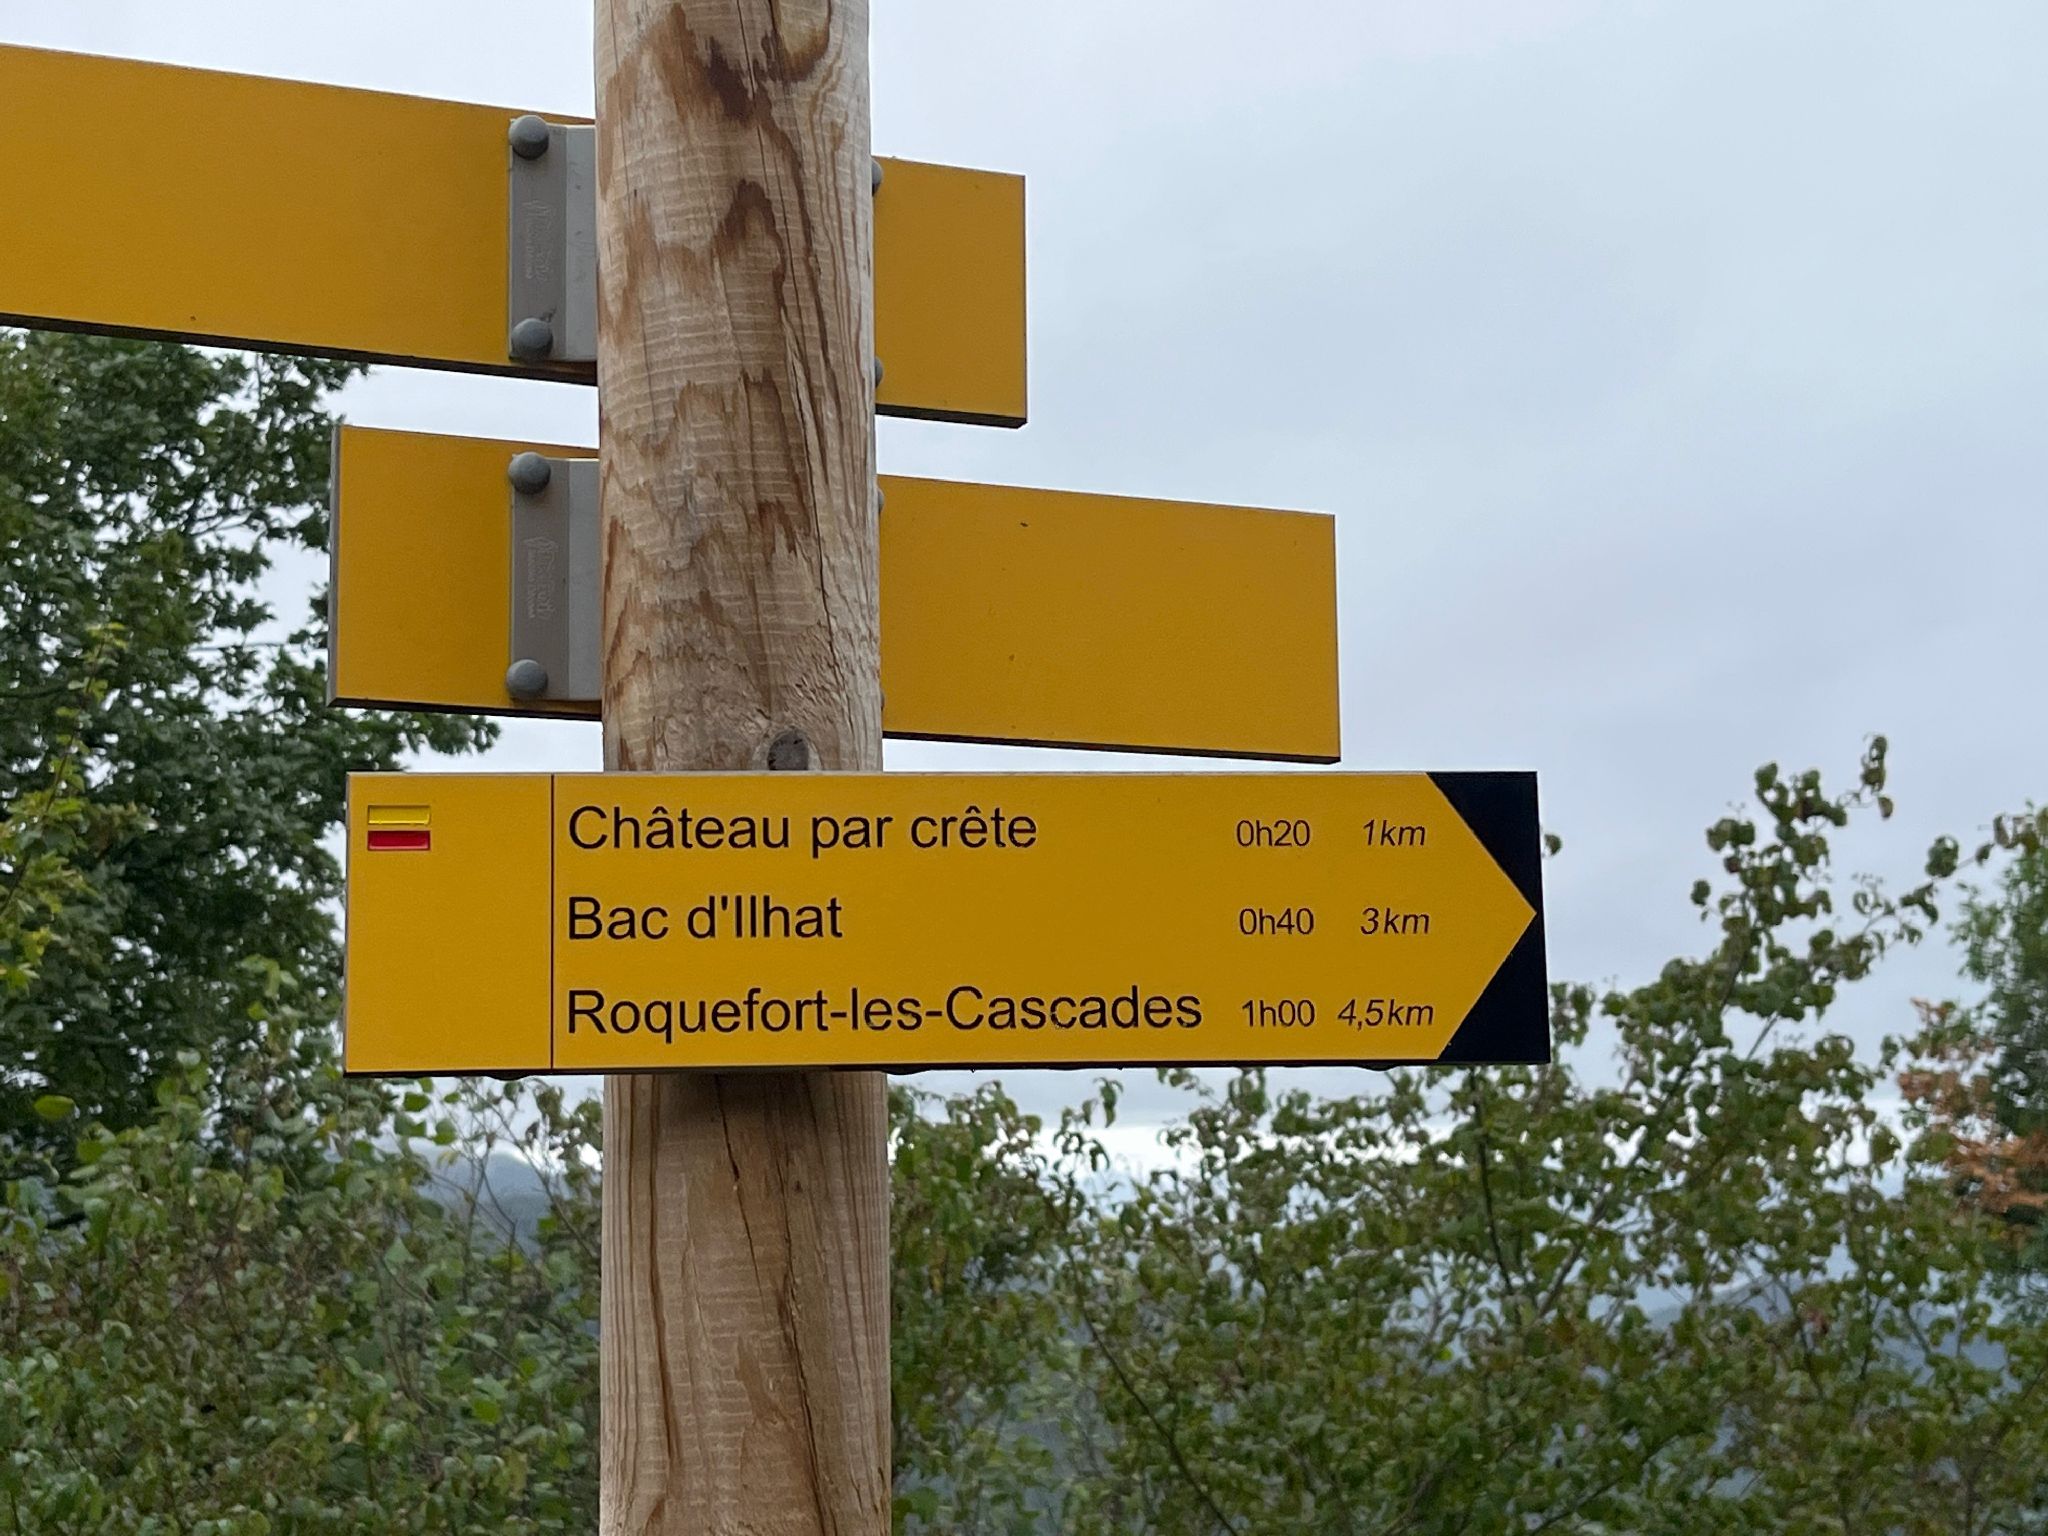 Château par crête 0h20 1km
Bac d'Ilhat 0h40 3km
Roquefort-les-Cascades 1h00 4,5km